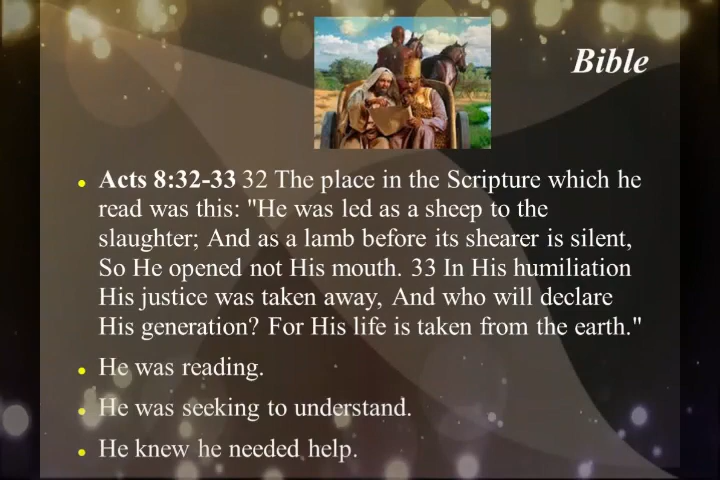 Bible
Acts 8:32-33 32 The place in the Scripture which he
read was this: "He was led as a sheep to the
slaughter; And as a lamb before its shearer is silent,
So He opened not His mouth. 33 In His humiliation
His justice was taken away, And who will declare
His generation? For His life is taken from the earth."
He was reading.
He was seeking to understand.
He knew he needed help.